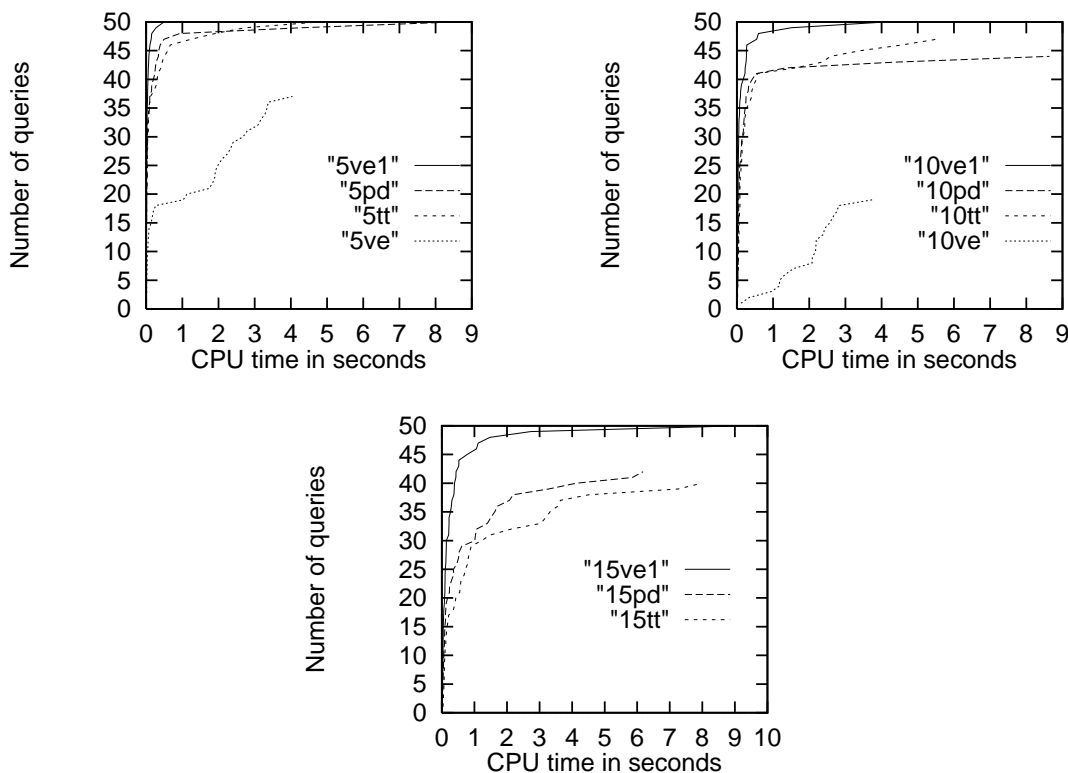 50
45
40
35
30
25
20
15
10
5
0
Number of queries
"5ve1"
"5pd"
"5tt"
"5ve"
0 1 2 3 4 5 6 7 8 9
CPU time in seconds
50
45
40
35
30
25
20
15
10
5
0
Number of queries
"10ve1"
"10pd"
"10tt"
"10ve"
0 1 2 3 4 5 6 7 8 9
CPU time in seconds
50
45
40
35
30
25
20
15
10
5
0
Number of queries
"15ve1"
"15pd"
"15tt"
0 1 2 3 4 5 6 7 8 9 10
CPU time in seconds